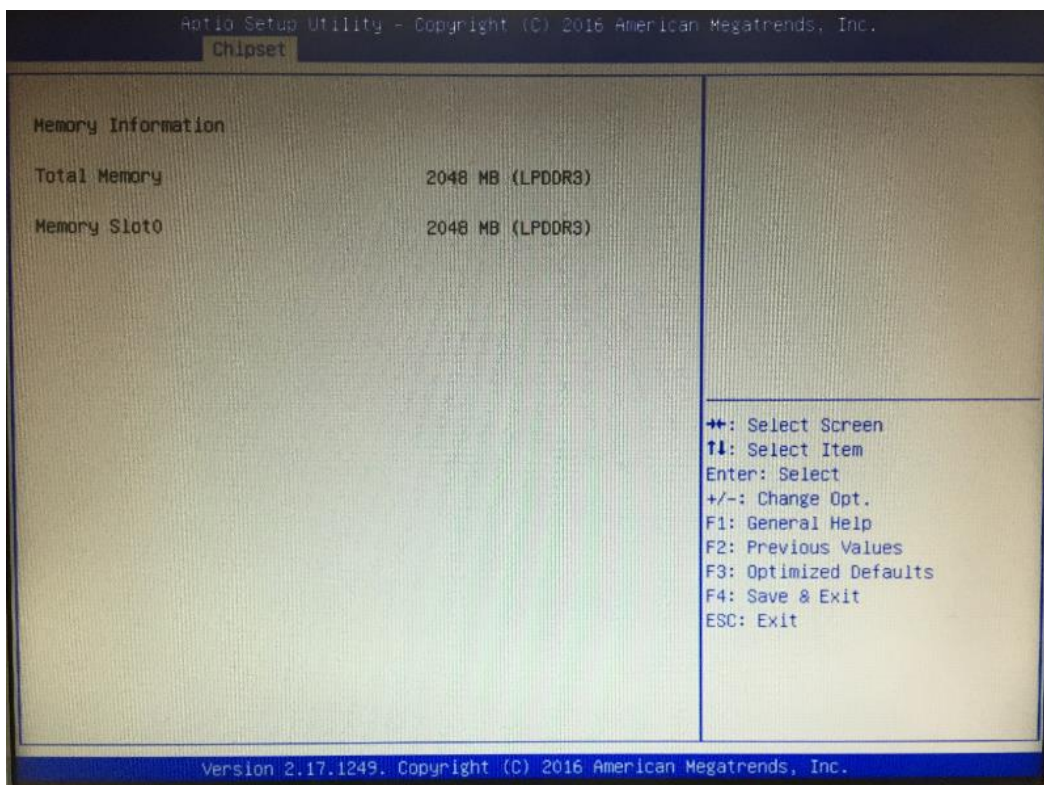 Aptio Setup Utility - Copyright (C) 2016 American Megatrends, Inc.
Chipset
Memory Information
Total Memory 2048 MB (LPDDR3)
Memory Slot0 2048 MB (LPDDR3)
→←: Select Screen
↑↓: Select Item
Enter: Select
+/-: Change Opt.
F1: General Help
F2: Previous Values
F3: Optimized Defaults
F4: Save & Exit
ESC: Exit
Version 2.17.1249. Copyright (C) 2016 American Megatrends, Inc.